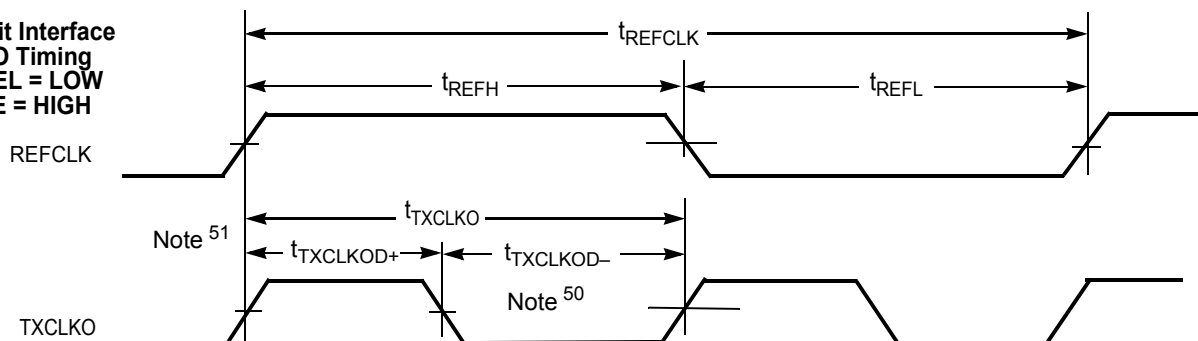 it Interface
Timing
EL = LOW
= HIGH
tREFCLK
tREFH
tREFL
REFCLK
tTXCLKO
Note 51
tTXCLKOD+
tTXCLKOD–
Note 50
TXCLKO